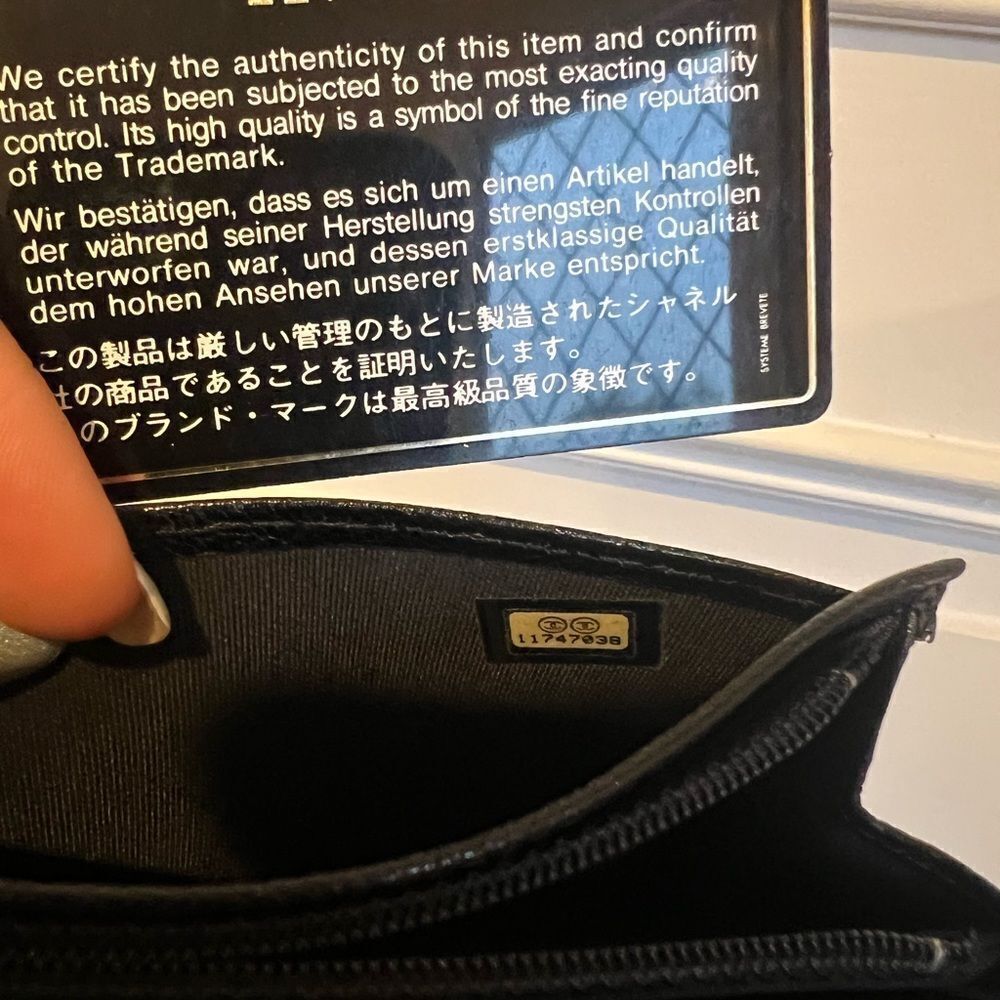 We certify the authenticity of this item and confirm
that it has been subjected to the most exacting quality
control. Its high quality is a symbol of the fine reputation
of the Trademark.
Wir bestätigen, dass es sich um einen Artikel handelt,
der während seiner Herstellung strengsten Kontrollen
unterworfen war, und dessen erstklassige Qualität
dem hohen Ansehen unserer Marke entspricht.
この製品は厳しい管理のもとに製造されたシャネル
の商品であることを証明いたします。
のブランド・マークは最高級品質の象徴です。
SYSTEME BREVETE
11747038